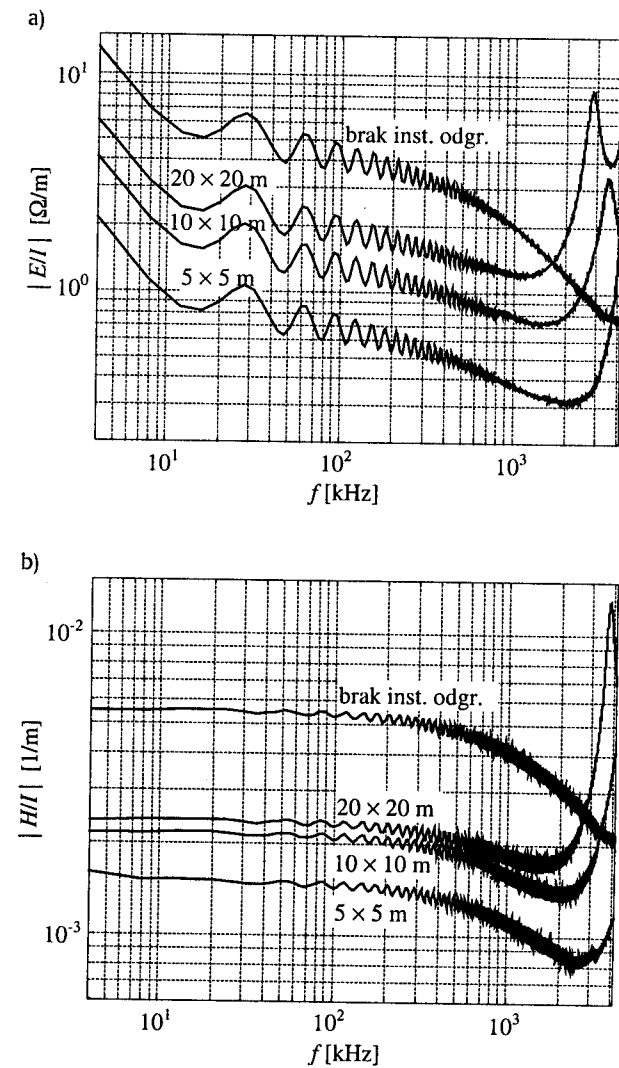 a)
10¹
brak inst. odgr.
20 × 20 m
10 × 10 m
5 × 5 m
10⁰
|E/I| [Ω/m]
10¹
10²
10³
f [kHz]
b)
10⁻²
brak inst. odgr.
20 × 20 m
10 × 10 m
5 × 5 m
10⁻³
|H/I| [1/m]
10¹
10²
10³
f [kHz]